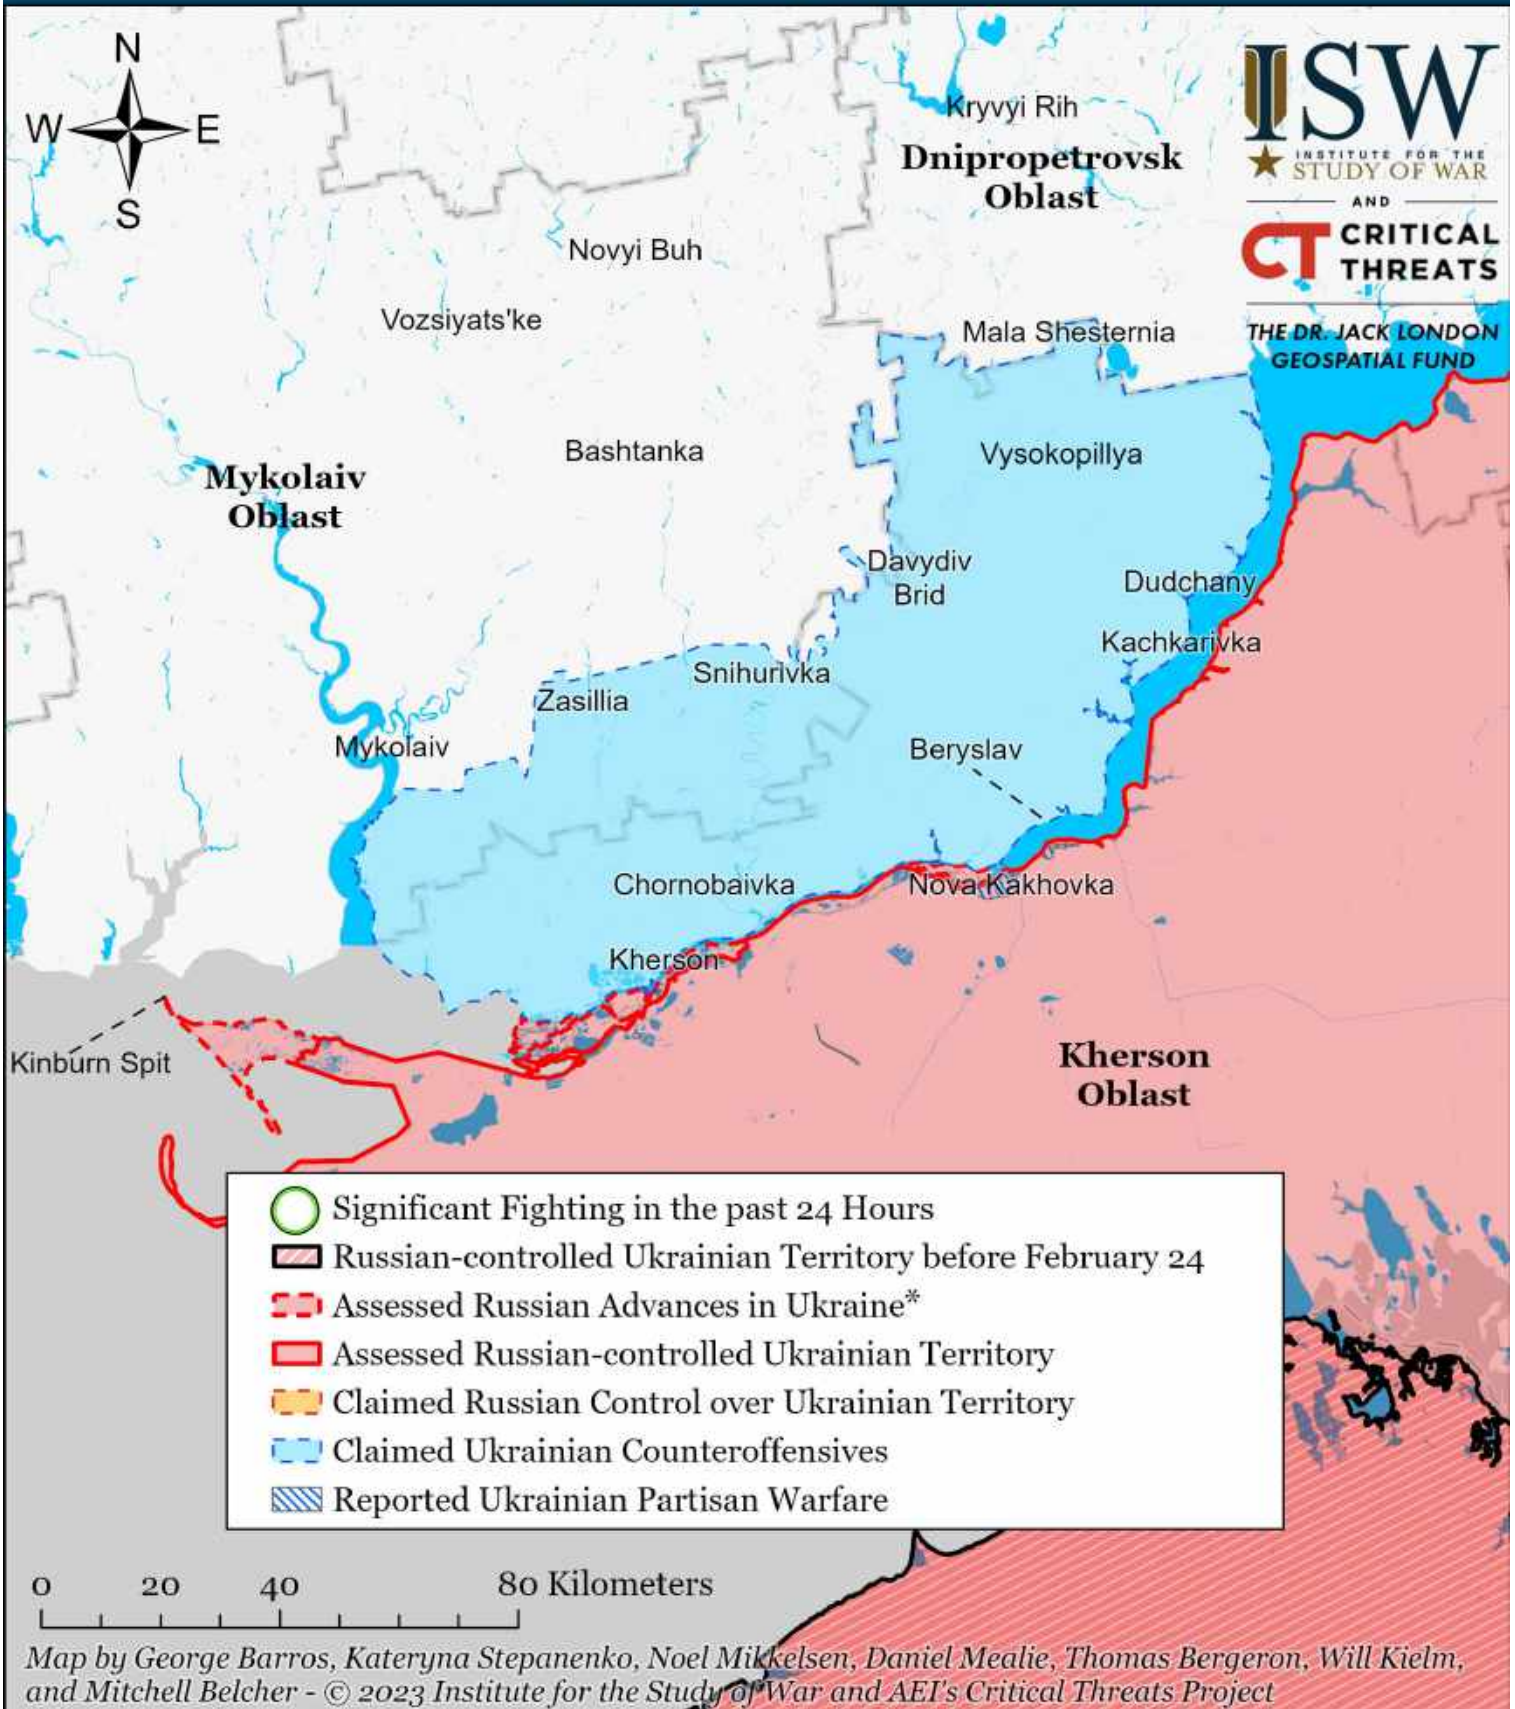 N
W E
S
Kryvyi Rih
Dnipropetrovsk
Oblast
ISW
INSTITUTE FOR THE
STUDY OF WAR
AND
CT CRITICAL
THREATS
THE DR. JACK LONDON
GEOSPATIAL FUND
Novyi Buh
Vozsiyats'ke
Mala Shesternia
Bashtanka
Vysokopillya
Mykolaiv
Oblast
Davydiv
Brid
Dudchany
Kachkarivka
Snihurivka
Zasillia
Mykolaiv
Beryslav
Chornobaivka
Nova Kakhovka
Kherson
Kinburn Spit
Kherson
Oblast
Significant Fighting in the past 24 Hours
Russian-controlled Ukrainian Territory before February 24
Assessed Russian Advances in Ukraine*
Assessed Russian-controlled Ukrainian Territory
Claimed Russian Control over Ukrainian Territory
Claimed Ukrainian Counteroffensives
Reported Ukrainian Partisan Warfare
0 20 40 80 Kilometers
Map by George Barros, Kateryna Stepanenko, Noel Mikkelsen, Daniel Mealie, Thomas Bergeron, Will Kielm,
and Mitchell Belcher - © 2023 Institute for the Study of War and AEI's Critical Threats Project